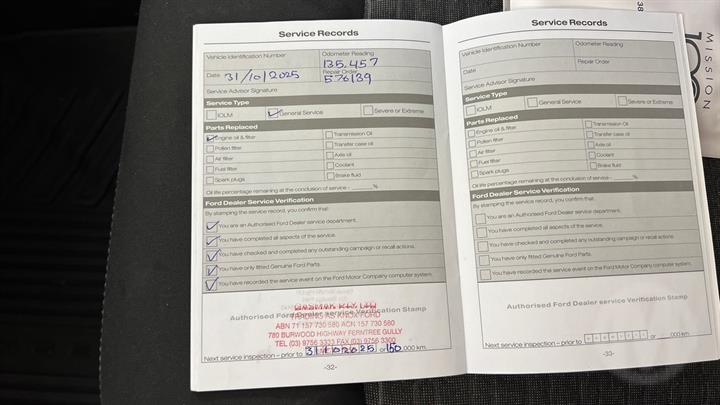 Service Records
Vehicle Identification Number
Odometer Reading
135,457
Date 31/10/2025
Repair Order
576139
Service Advisor Signature
Service Type
IOLM
General Service
Severe or Extreme
Parts Replaced
Engine oil & filter
Transmission Oil
Pollen filter
Transfer case oil
Air filter
Axle oil
Fuel filter
Coolant
Spark plugs
Brake fluid
Oil life percentage remaining at the conclusion of service - %
Ford Dealer Service Verification
By stamping the service record, you confirm that:
You are an Authorised Ford Dealer service department.
You have completed all aspects of the service.
You have checked and completed any outstanding campaign or recall actions.
You have only fitted Genuine Ford Parts.
You have recorded the service event on the Ford Motor Company computer system.
Authorised Ford Dealer service Verification Stamp
TRADING AS KNOX FORD
ABN 71 157 730 580 ACN 157 730 580
780 BURWOOD HIGHWAY FERNTREE GULLY
TEL (03) 9756 3333 FAX (03) 9756 3300
Next service inspection – prior to or 150 ,000 km.
-32-
Service Records
Vehicle Identification Number
Odometer Reading
Date
Repair Order
Service Advisor Signature
Service Type
IOLM
General Service
Severe or Extreme
Parts Replaced
Engine oil & filter
Transmission Oil
Pollen filter
Transfer case oil
Air filter
Axle oil
Fuel filter
Coolant
Spark plugs
Brake fluid
Oil life percentage remaining at the conclusion of service - %
Ford Dealer Service Verification
By stamping the service record, you confirm that:
You are an Authorised Ford Dealer service department.
You have completed all aspects of the service.
You have checked and completed any outstanding campaign or recall actions.
You have only fitted Genuine Ford Parts.
You have recorded the service event on the Ford Motor Company computer system.
Authorised Ford Dealer service Verification Stamp
Next service inspection – prior to or ,000 km.
-33-
38
MISSION